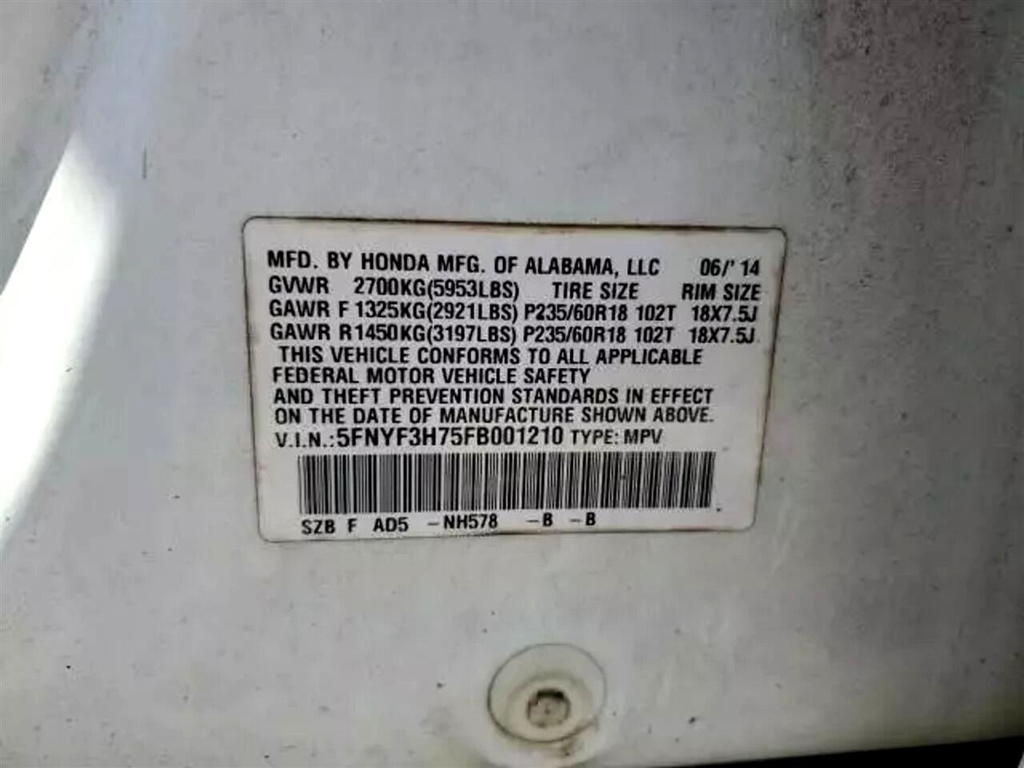 MFD. BY HONDA MFG. OF ALABAMA, LLC 06/'14
GVWR 2700KG(5953LBS) TIRE SIZE RIM SIZE
GAWR F 1325KG(2921LBS) P235/60R18 102T 18X7.5J
GAWR R1450KG(3197LBS) P235/60R18 102T 18X7.5J
THIS VEHICLE CONFORMS TO ALL APPLICABLE
FEDERAL MOTOR VEHICLE SAFETY
AND THEFT PREVENTION STANDARDS IN EFFECT
ON THE DATE OF MANUFACTURE SHOWN ABOVE.
V.I.N.:5FNYF3H75FB001210 TYPE: MPV
SZB F AD5 -NH578 -B -B